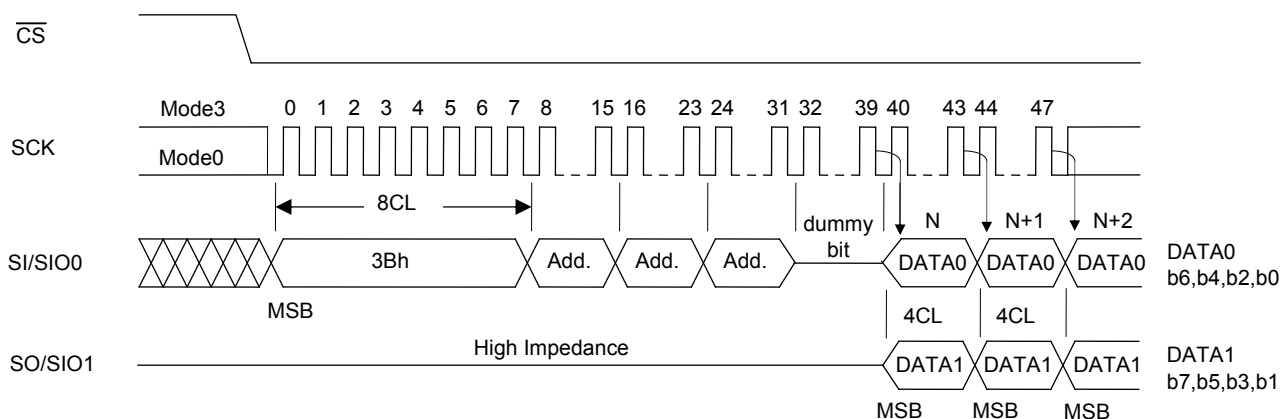 CS
Mode3 0 1 2 3 4 5 6 7 8 15 16 23 24 31 32 39 40 43 44 47
SCK
Mode0
8CL
dummy
bit
N N+1 N+2
SI/SIO0 3Bh Add. Add. Add. DATA0 DATA0 DATA0
DATA0
b6,b4,b2,b0
MSB
4CL 4CL
High Impedance
SO/SIO1 DATA1 DATA1 DATA1
DATA1
b7,b5,b3,b1
MSB MSB MSB